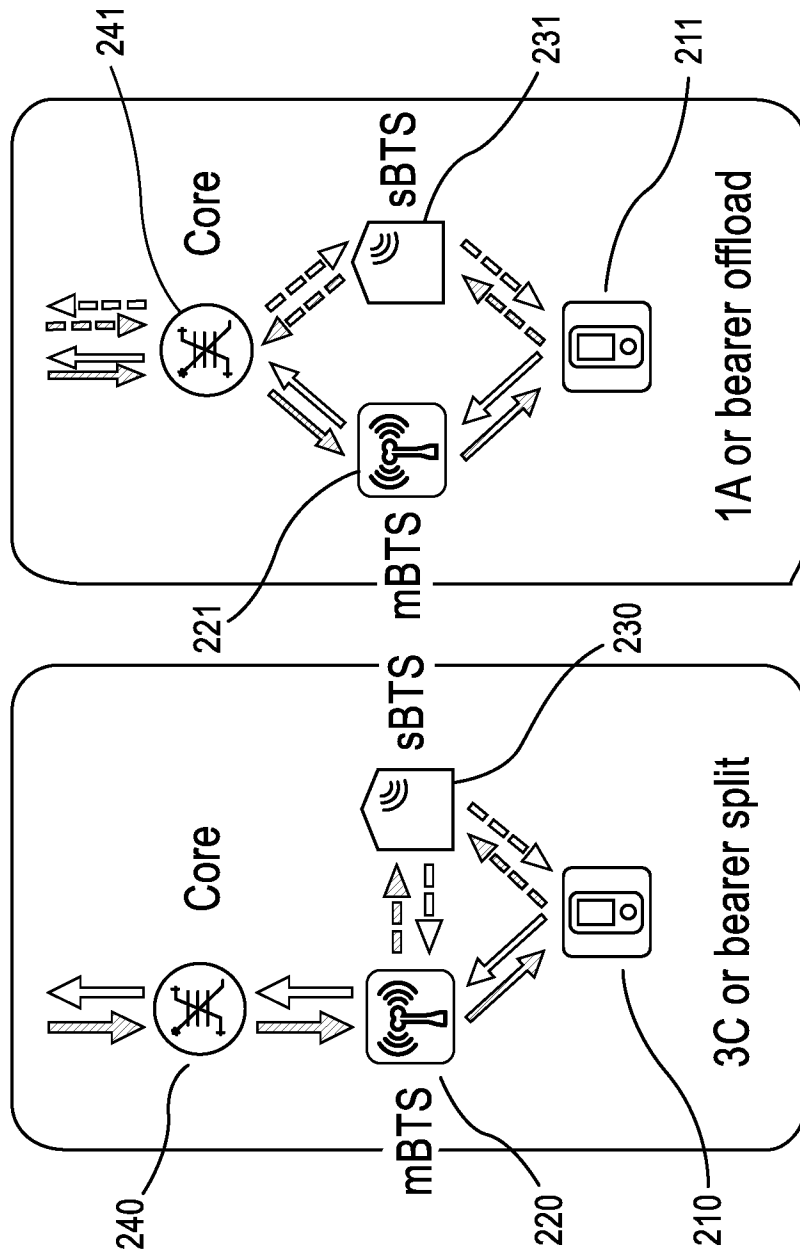 240
241
Core
221
Core
mBTS
sBTS
mBTS
sBTS
220
230
231
210
211
3C or bearer split
1A or bearer offload